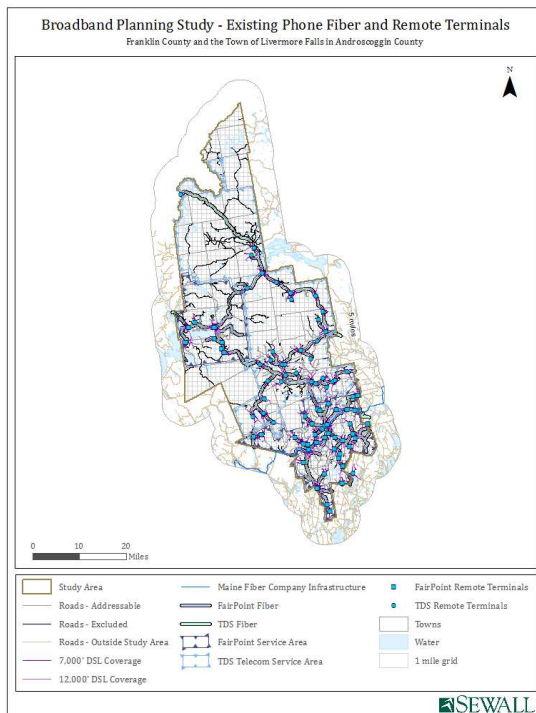 Broadband Planning Study - Existing Phone Fiber and Remote Terminals
Franklin County and the Town of Livermore Falls in Androscoggin County
N
5 miles
0 10 20
Miles
Study Area
Roads - Addressable
Roads - Excluded
Roads - Outside Study Area
7,000' DSL Coverage
12,000' DSL Coverage
Maine Fiber Company Infrastructure
FairPoint Fiber
TDS Fiber
FairPoint Service Area
TDS Telecom Service Area
FairPoint Remote Terminals
TDS Remote Terminals
Towns
Water
1 mile grid
SEWALL